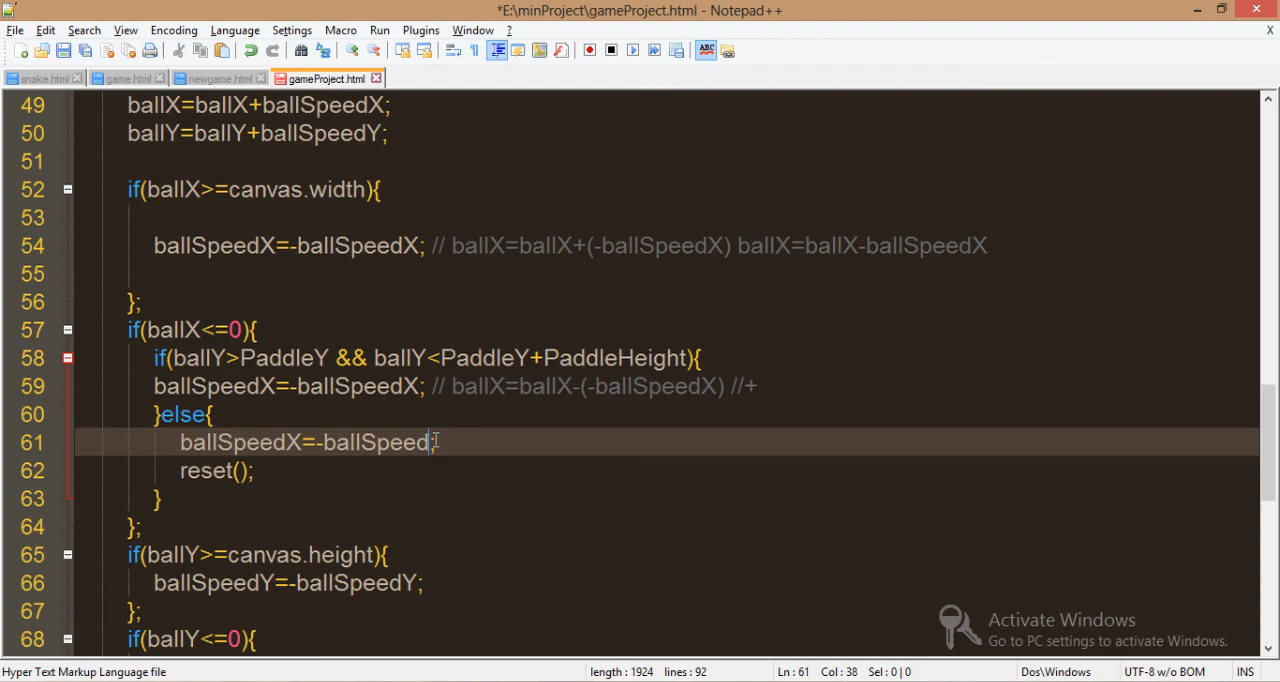 *E:\minProject\gameProject.html - Notepad++
File Edit Search View Encoding Language Settings Macro Run Plugins Window ? X
snake.html game.html newgame.html gameProject.html
49 ballX=ballX+ballSpeedX;
50 ballY=ballY+ballSpeedY;
51
52 if(ballX>=canvas.width){
53
54 ballSpeedX=-ballSpeedX; // ballX=ballX+(-ballSpeedX) ballX=ballX-ballSpeedX
55
56 };
57 if(ballX<=0){
58 if(ballY>PaddleY && ballY<PaddleY+PaddleHeight){
59 ballSpeedX=-ballSpeedX; // ballX=ballX-(-ballSpeedX) //+
60 }else{
61 ballSpeedX=-ballSpeed;
62 reset();
63 }
64 };
65 if(ballY>=canvas.height){
66 ballSpeedY=-ballSpeedY;
67 };
68 if(ballY<=0){
Activate Windows
Go to PC settings to activate Windows.
Hyper Text Markup Language file length : 1924 lines : 92 Ln : 61 Col : 38 Sel : 0 | 0 Dos\Windows UTF-8 w/o BOM INS